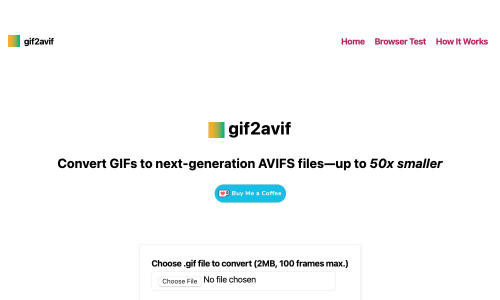 gif2avif
Home Browser Test How It Works
gif2avif
Convert GIFs to next-generation AVIFS files—up to 50x smaller
Buy Me a Coffee
Choose .gif file to convert (2MB, 100 frames max.)
Choose File No file chosen